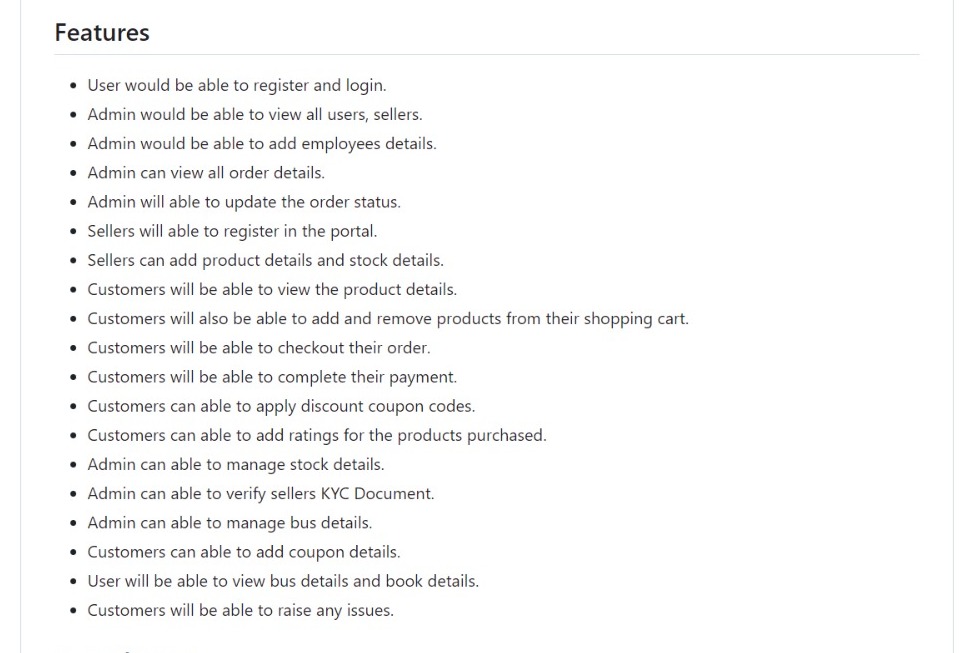 Features
• User would be able to register and login.
• Admin would be able to view all users, sellers.
• Admin would be able to add employees details.
• Admin can view all order details.
• Admin will able to update the order status.
• Sellers will able to register in the portal.
• Sellers can add product details and stock details.
• Customers will be able to view the product details.
• Customers will also be able to add and remove products from their shopping cart.
• Customers will be able to checkout their order.
• Customers will be able to complete their payment.
• Customers can able to apply discount coupon codes.
• Customers can able to add ratings for the products purchased.
• Admin can able to manage stock details.
• Admin can able to verify sellers KYC Document.
• Admin can able to manage bus details.
• Customers can able to add coupon details.
• User will be able to view bus details and book details.
• Customers will be able to raise any issues.